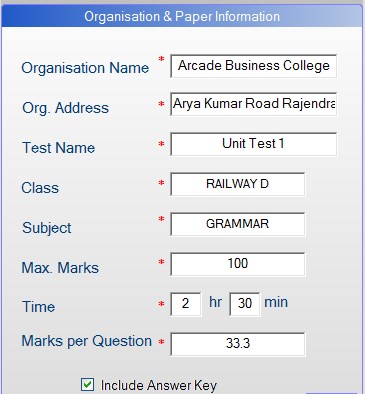 Organisation & Paper Information
Organisation Name * Arcade Business College
Org. Address * Arya Kumar Road Rajendra
Test Name * Unit Test 1
Class * RAILWAY D
Subject * GRAMMAR
Max. Marks * 100
Time * 2 hr 30 min
Marks per Question * 33.3
Include Answer Key